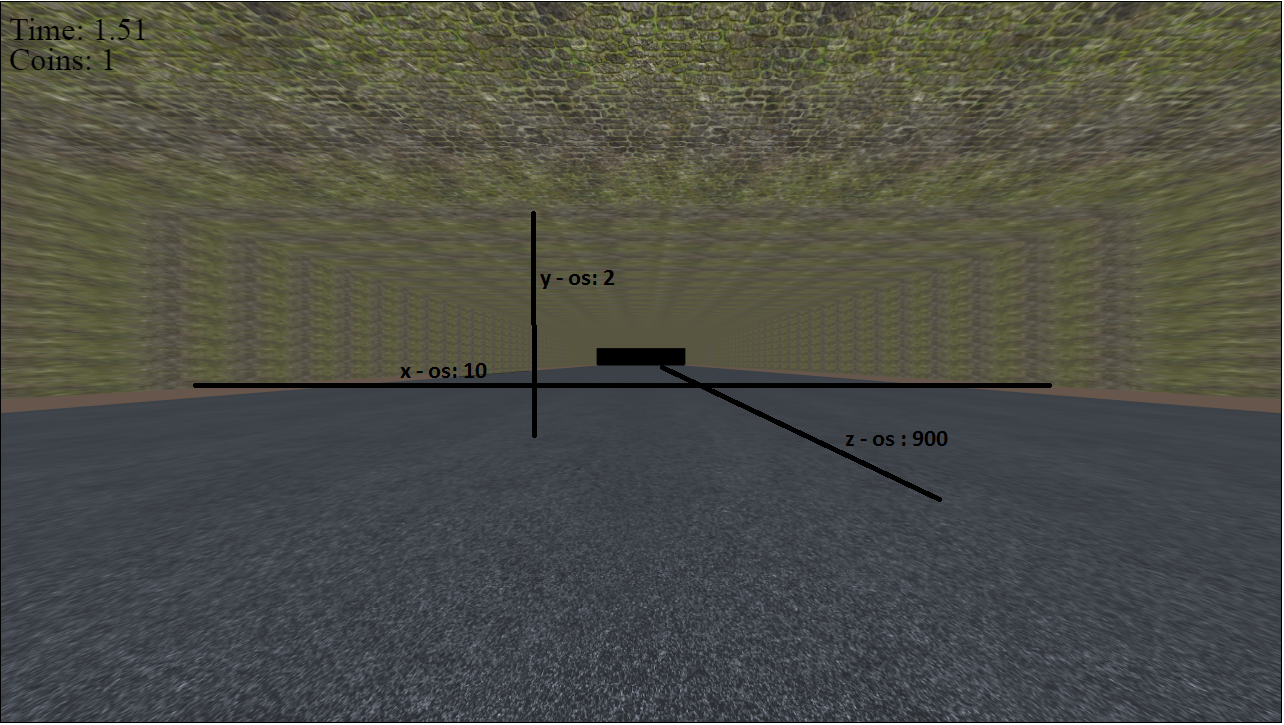 Time: 1.51
Coins: 1
y - os: 2
x - os: 10
z - os : 900